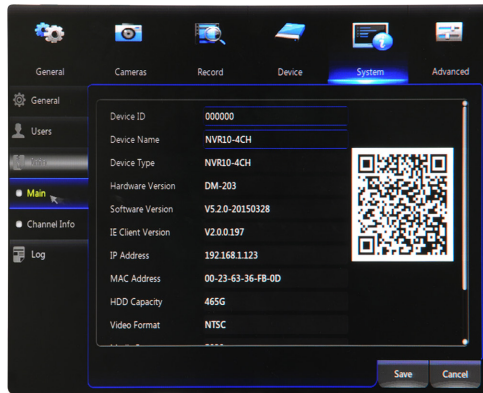 General Cameras Record Device System Advanced
General
Users
Main
Channel Info
Log
Device ID 000000
Device Name NVR10-4CH
Device Type NVR10-4CH
Hardware Version DM-203
Software Version V5.2.0-20150328
IE Client Version V2.0.0.197
IP Address 192.168.1.123
MAC Address 00-23-63-36-FB-0D
HDD Capacity 465G
Video Format NTSC
Save Cancel